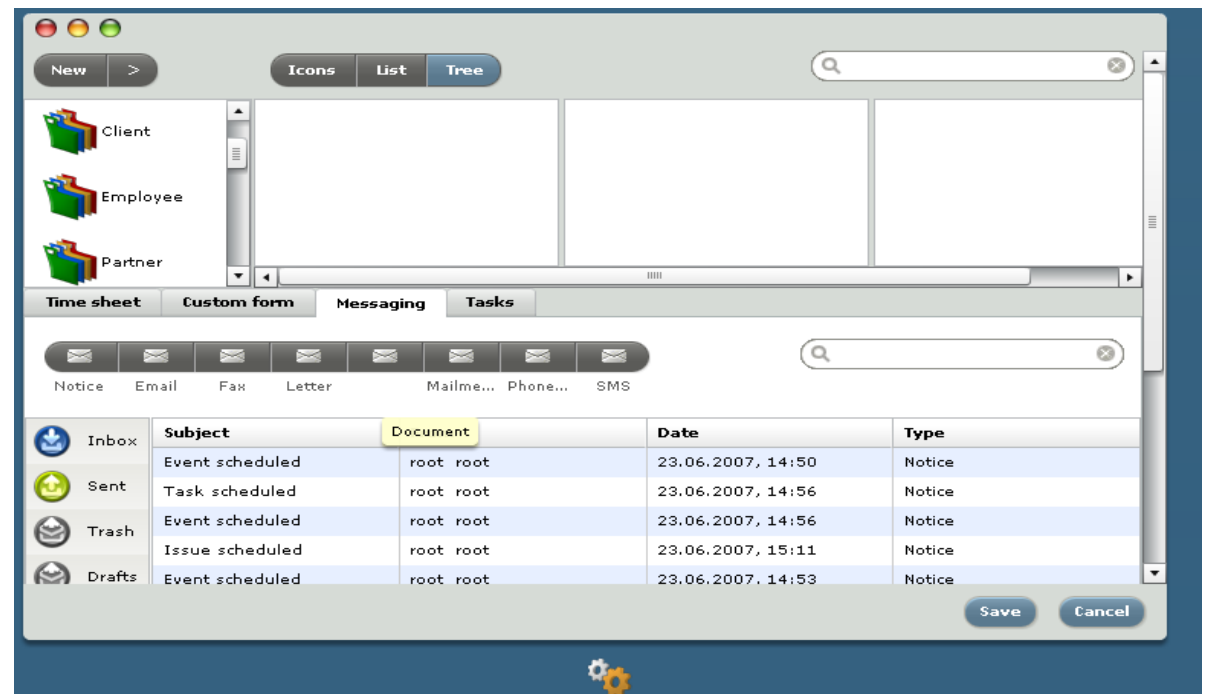 New > Icons List Tree
Client
Employee
Partner
Time sheet Custom form Messaging Tasks
Notice Email Fax Letter Mailme... Phone... SMS
Inbox
Sent
Trash
Drafts
Subject Document Date Type
Event scheduled root root 23.06.2007, 14:50 Notice
Task scheduled root root 23.06.2007, 14:56 Notice
Event scheduled root root 23.06.2007, 14:56 Notice
Issue scheduled root root 23.06.2007, 15:11 Notice
Event scheduled root root 23.06.2007, 14:53 Notice
Save Cancel